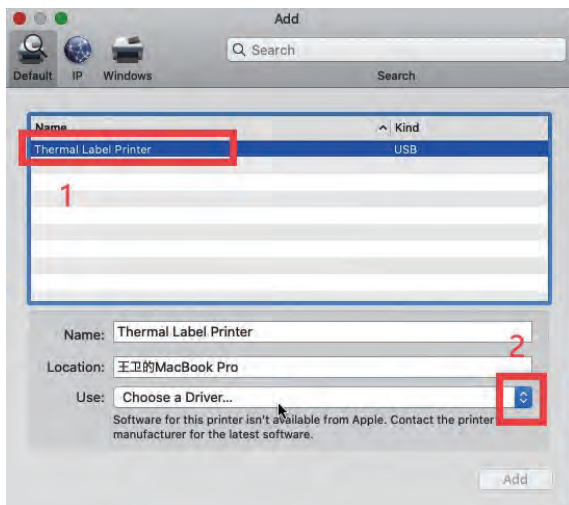 Add
Search
Default IP Windows Search
Name Kind
Thermal Label Printer USB
1
Name: Thermal Label Printer
2
Location: 王卫的MacBook Pro
Use: Choose a Driver...
Software for this printer isn't available from Apple. Contact the printer
manufacturer for the latest software.
Add